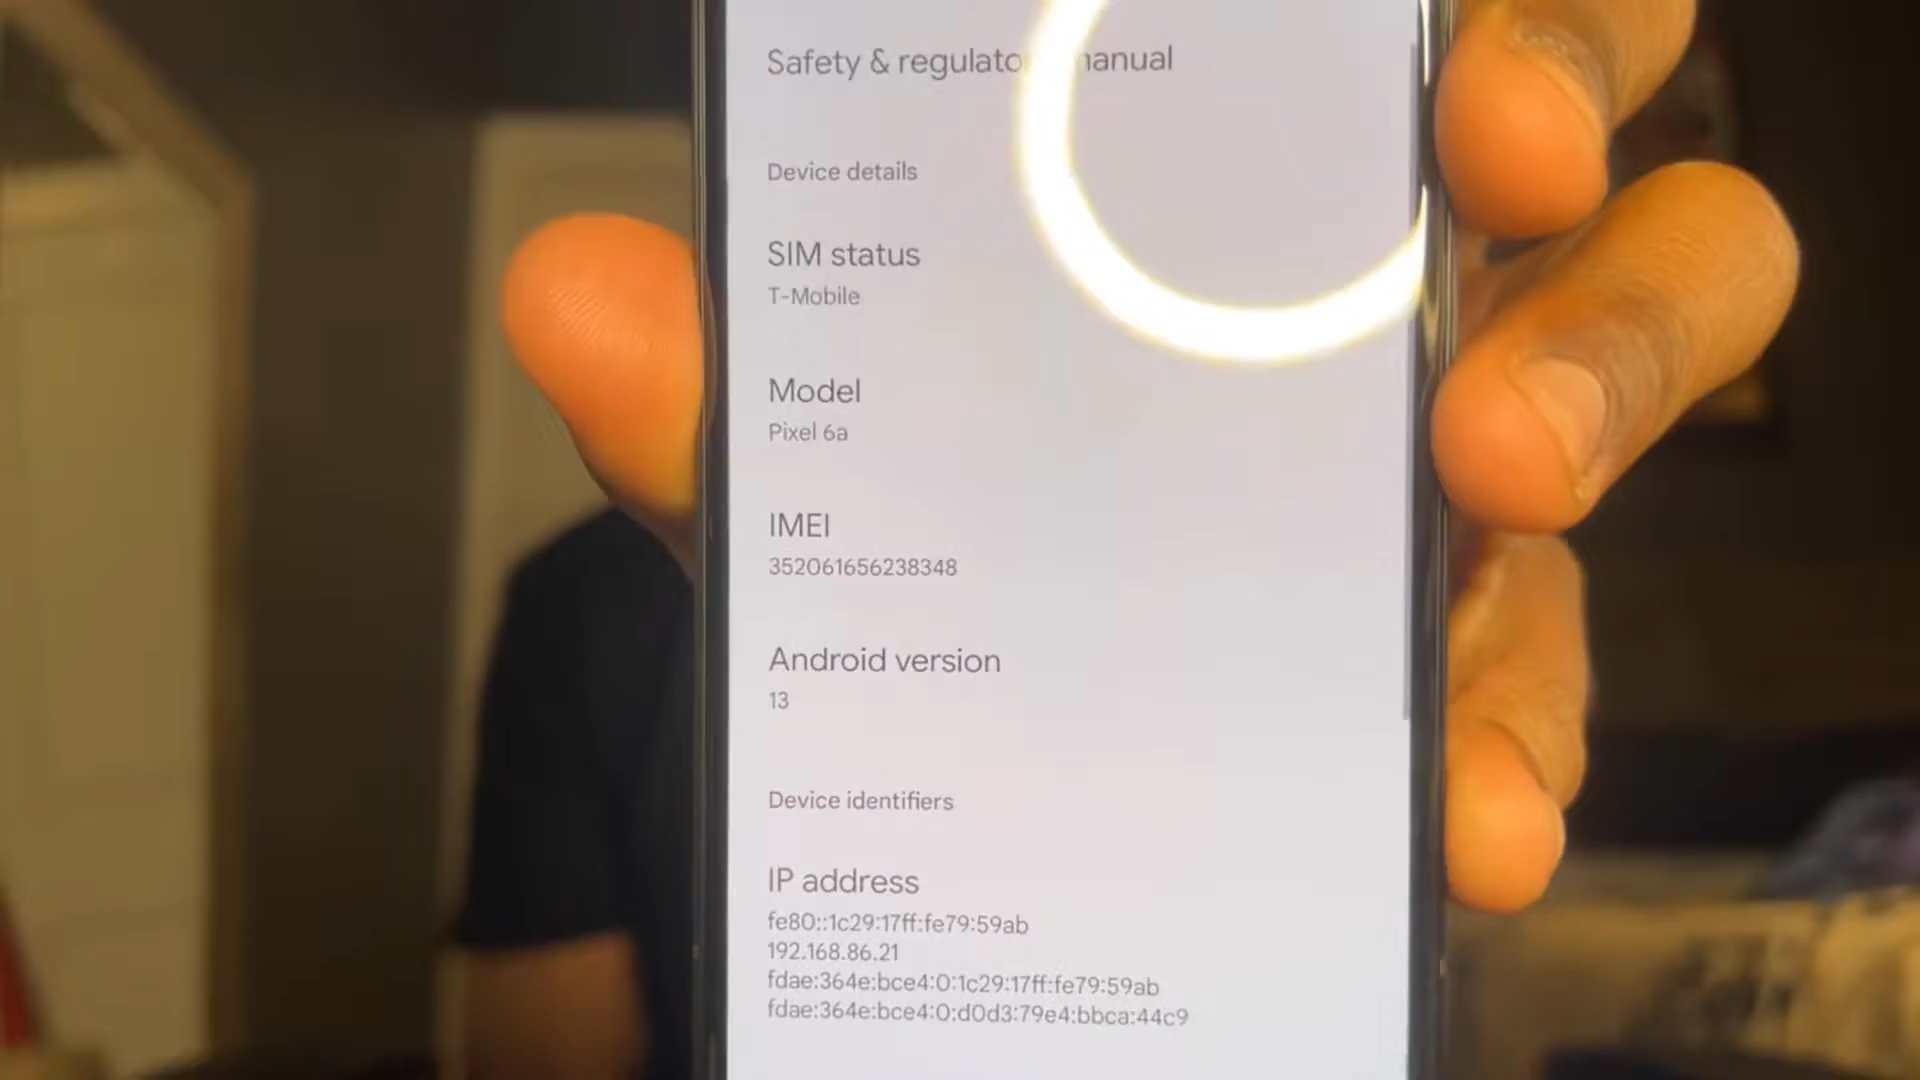 Safety & regulato anual
Device details
SIM status
T-Mobile
Model
Pixel 6a
IMEI
352061656238348
Android version
13
Device identifiers
IP address
fe80::1c29:17ff:fe79:59ab
192.168.86.21
fdae:364e:bce4:0:1c29:17ff:fe79:59ab
fdae:364e:bce4:0:d0d3:79e4:bbca:44c9